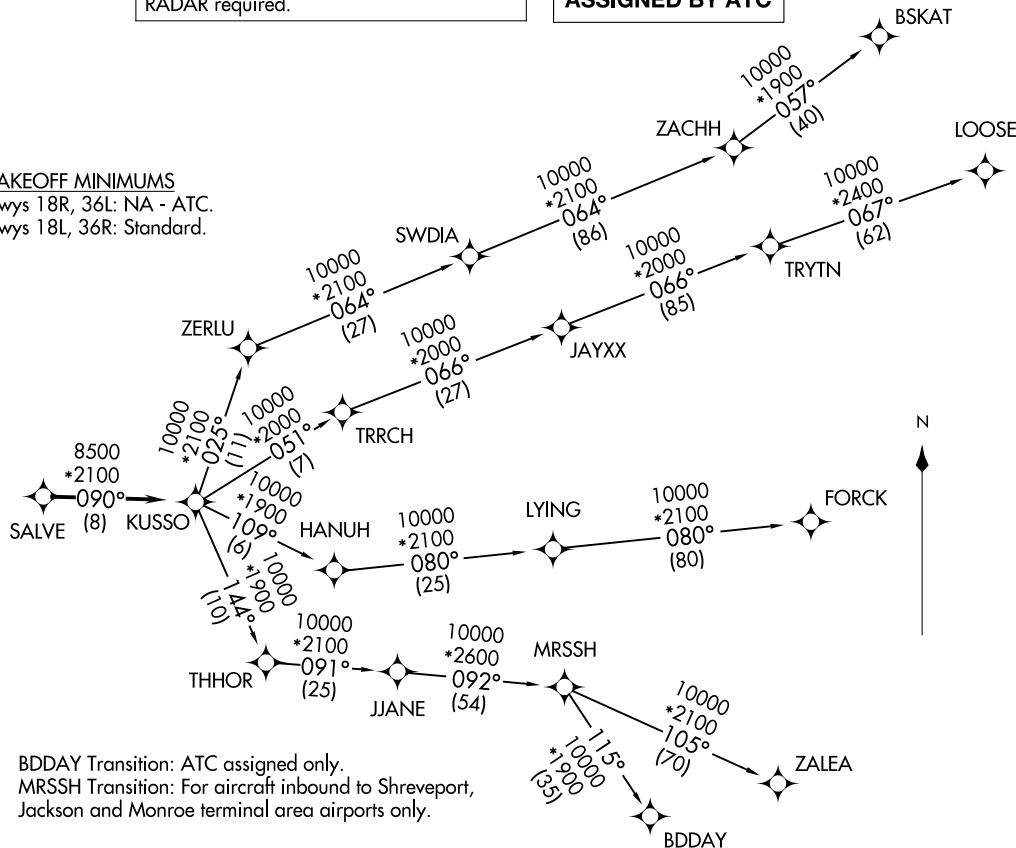 RADAR required.
ASSIGNED BY ATC
BSKAT
10000
*1900
057°
(40)
ZACHH
LOOSE
AKEOFF MINIMUMS
wys 18R, 36L: NA - ATC.
wys 18L, 36R: Standard.
10000
*2100
064°
(86)
10000
*2400
067°
(62)
SWDIA
10000
*2100
064°
(27)
10000
*2000
066°
(85)
TRYTN
ZERLU
10000
*2000
066°
(27)
JAYXX
10000
*2100
025°
(11)
10000
*2000
051°
(7)
TRRCH
N
8500
*2100
090°
(8)
SALVE
KUSSO
10000
*1900
109°
(6)
HANUH
10000
*2100
080°
(25)
LYING
10000
*2100
080°
(80)
FORCK
10000
*1900
144°
(10)
THHOR
10000
*2100
091°
(25)
JJANE
10000
*2600
092°
(54)
MRSSH
10000
*2100
105°
(70)
ZALEA
115°
10000
*1900
(35)
BDDAY
BDDAY Transition: ATC assigned only.
MRSSH Transition: For aircraft inbound to Shreveport,
Jackson and Monroe terminal area airports only.